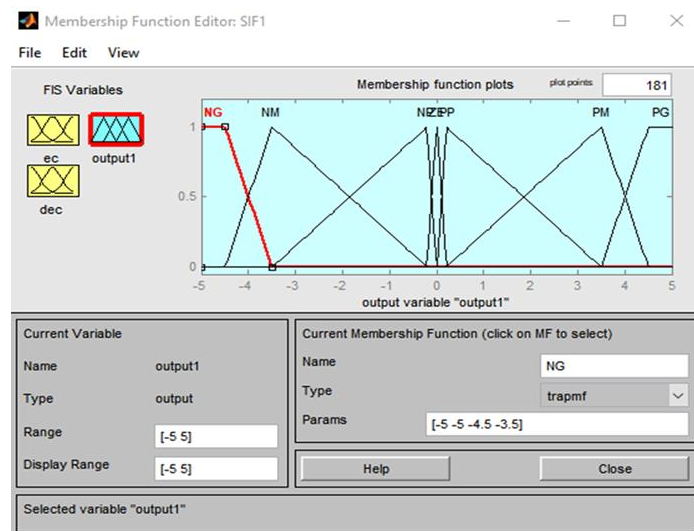 Membership Function Editor: SIF1
File Edit View
FIS Variables
ec
output1
dec
Membership function plots
plot points
181
NG NM ZE PP PM PG
1
0.5
0
-5 -4 -3 -2 -1 0 1 2 3 4 5
output variable "output1"
Current Variable
Name output1
Type output
Range [-5 5]
Display Range [-5 5]
Current Membership Function (click on MF to select)
Name NG
Type trapmf
Params [-5 -5 -4.5 -3.5]
Help Close
Selected variable "output1"